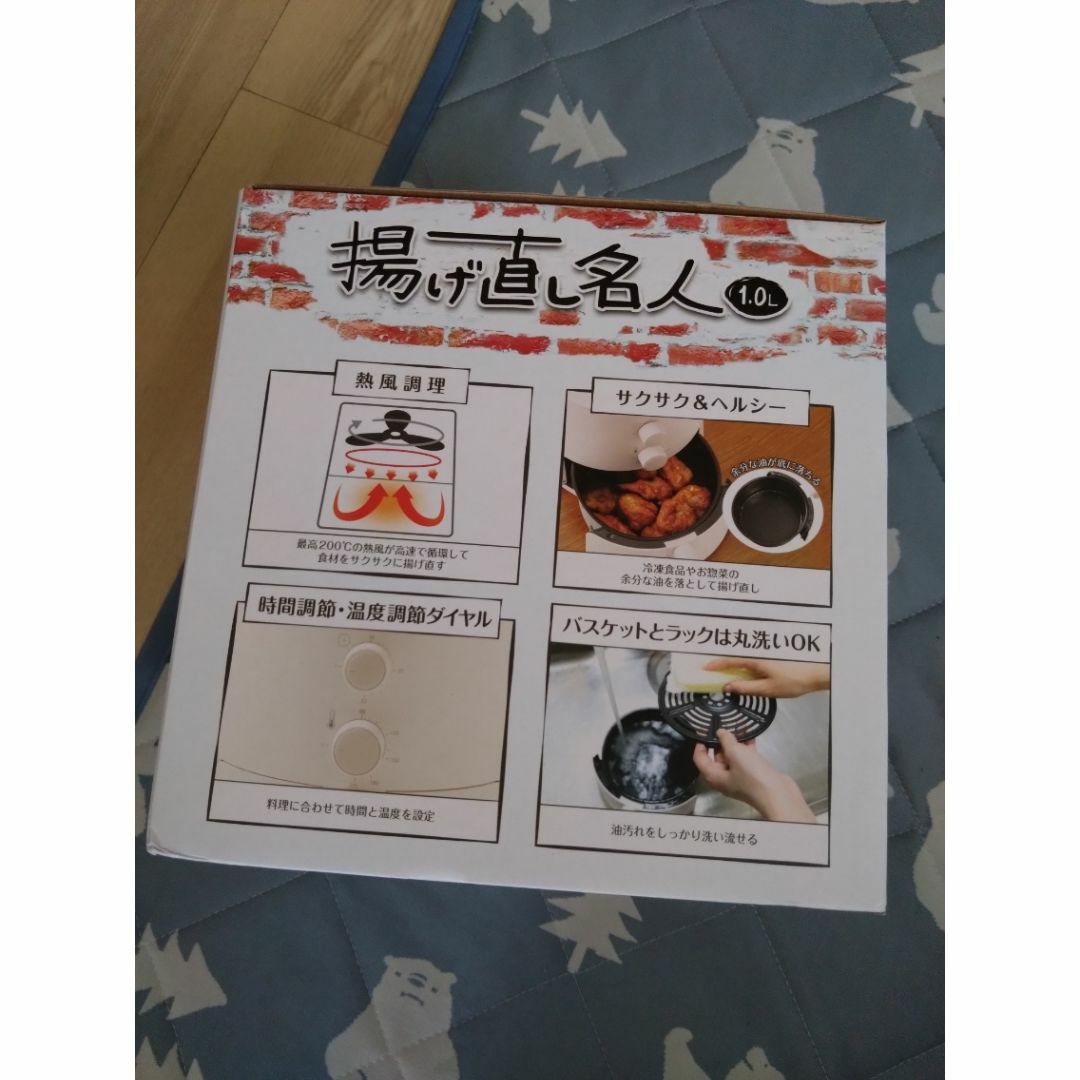 揚げ直し名人 1.0L
熱風調理
最高200℃の熱風が高速で循環して
食材をサクサクに揚げ直す
サクサク&ヘルシー
余分な油が底に落ちる
冷凍食品やお惣菜の
余分な油を落として揚げ直し
時間調節・温度調節ダイヤル
料理に合わせて時間と温度を設定
バスケットとラックは丸洗いOK
油汚れをしっかり洗い流せる